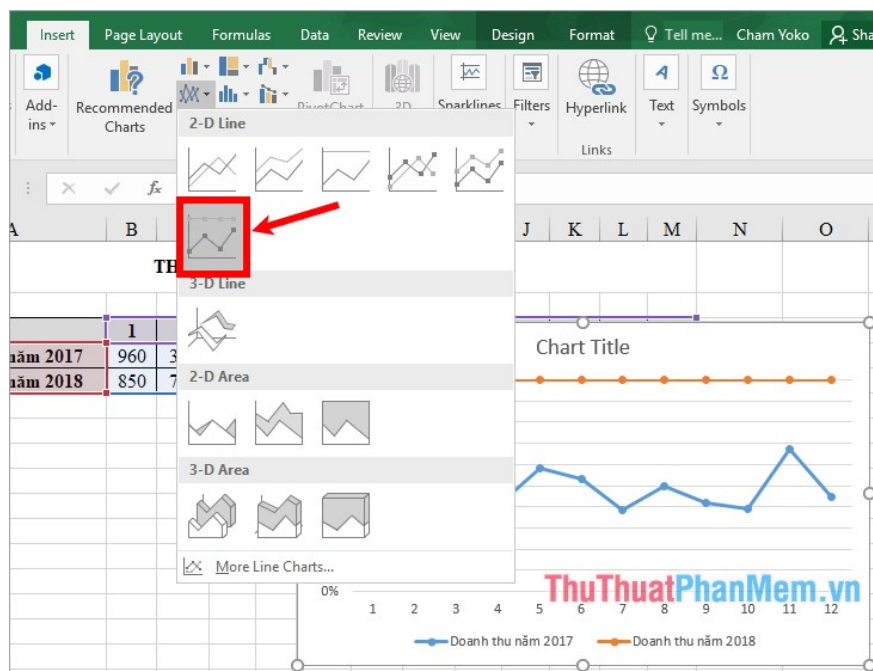 Insert Page Layout Formulas Data Review View Design Format Tell me... Cham Yoko Sha
Add-ins
Recommended Charts
PivotChart
3D
Sparklines
Filters
Hyperlink
Text
Symbols
Links
2-D Line
fx
A B J K L M N O
TH
3-D Line
1
năm 2017 960 3
năm 2018 850 7
Chart Title
2-D Area
3-D Area
More Line Charts...
0%
ThuThuatPhanMem.vn
1 2 3 4 5 6 7 8 9 10 11 12
Doanh thu năm 2017 Doanh thu năm 2018